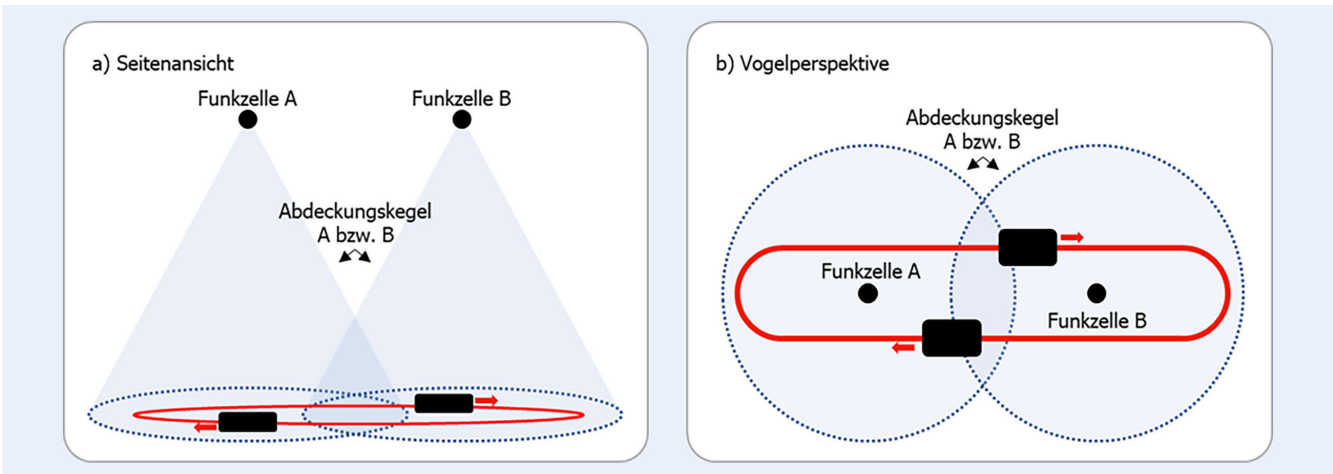 a) Seitenansicht
Funkzelle A
Funkzelle B
Abdeckungskegel
A bzw. B
b) Vogelperspektive
Abdeckungskegel
A bzw. B
Funkzelle A
Funkzelle B